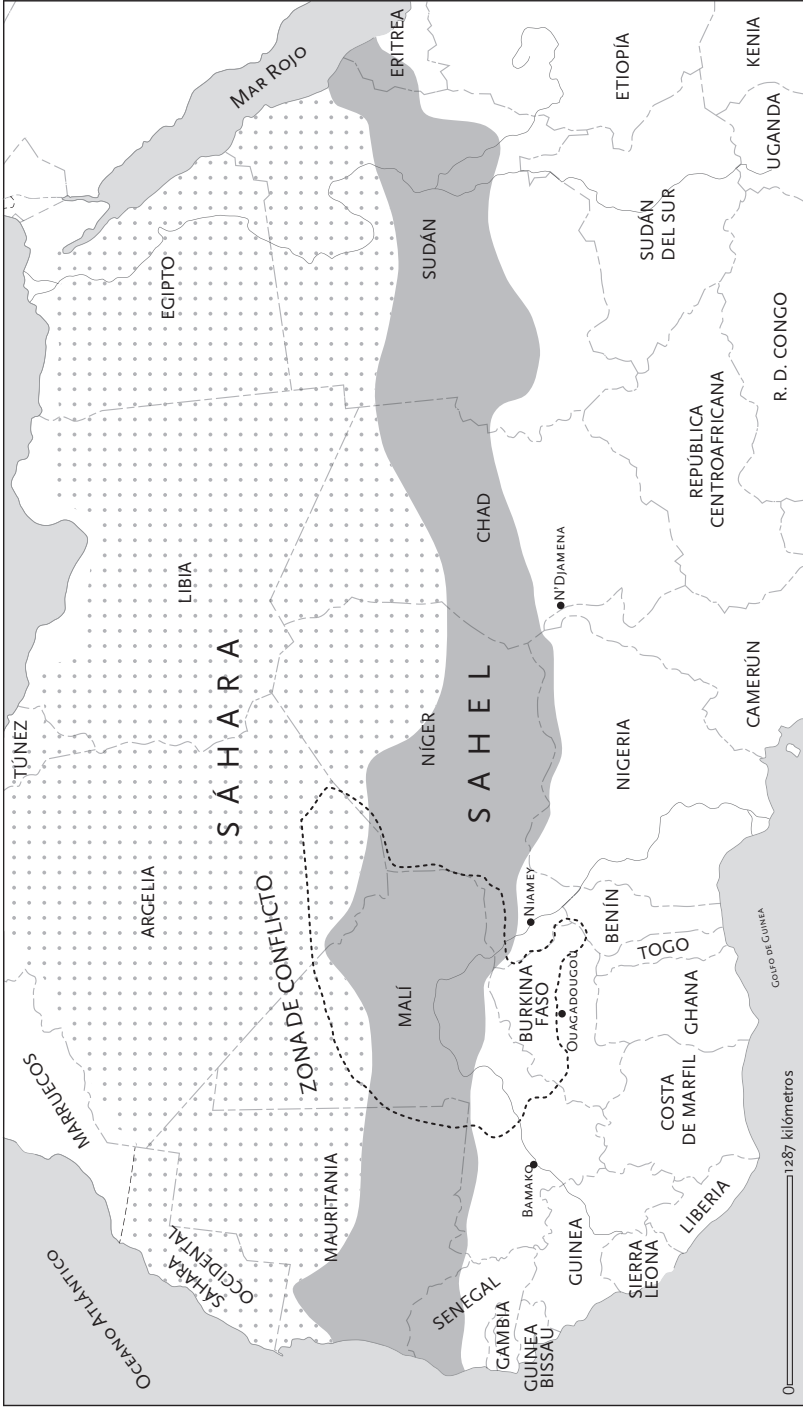 OCEANO ATLÁNTICO
MARRUECOS
TÚNEZ
SÁHARA
OCCIDENTAL
ARGELIA
LIBIA
EGIPTO
MAR ROJO
SÁHARA
ZONA DE CONFLICTO
MAURITANIA
MALÍ
NÍGER
CHAD
SUDÁN
ERITREA
SAHEL
SENEGAL
GAMBIA
GUINEA
BISSAU
BAMAKO
GUINEA
SIERRA
LEONA
LIBERIA
COSTA
DE MARFIL
BURKINA
FASO
OUAGADOUGOU
NIAMEY
GHANA
TOGO
BENÍN
NIGERIA
N'DJAMENA
CAMERÚN
REPÚBLICA
CENTROAFRICANA
SUDÁN
DEL SUR
ETIOPÍA
UGANDA
KENIA
R. D. CONGO
GOLFO DE GUINEA
0
1287 kilómetros